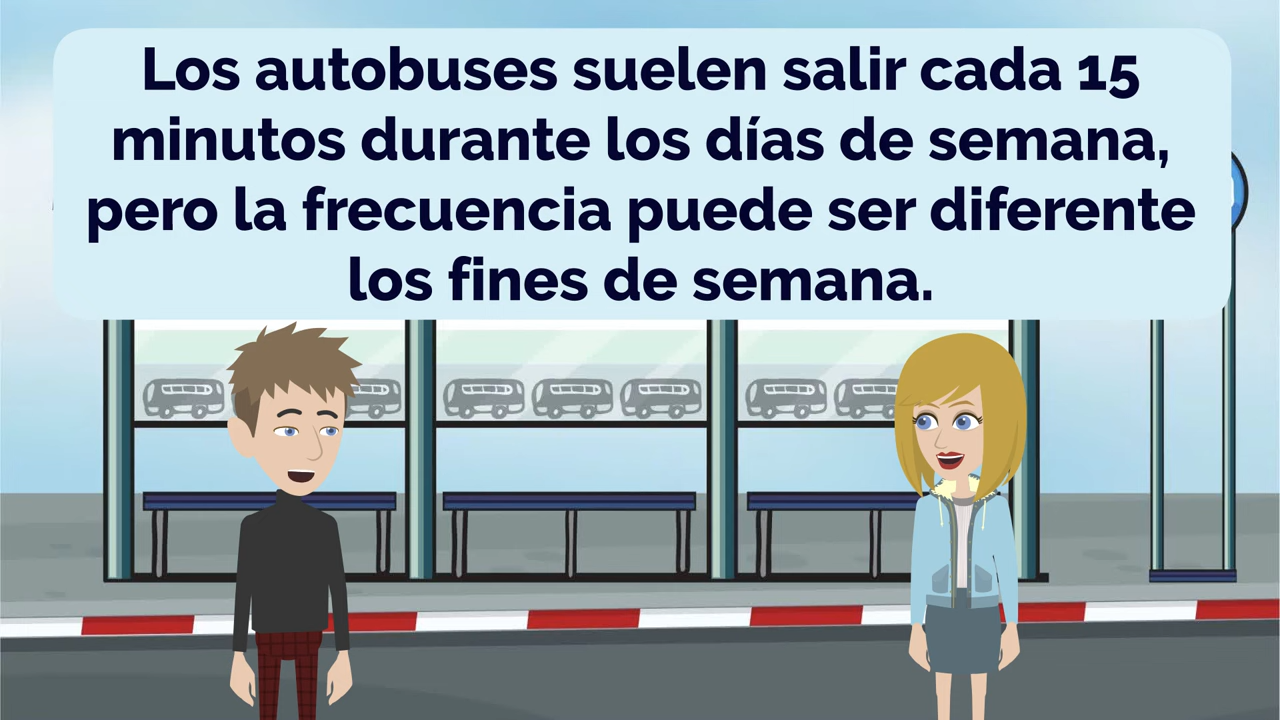 Los autobuses suelen salir cada 15
minutos durante los días de semana,
pero la frecuencia puede ser diferente
los fines de semana.